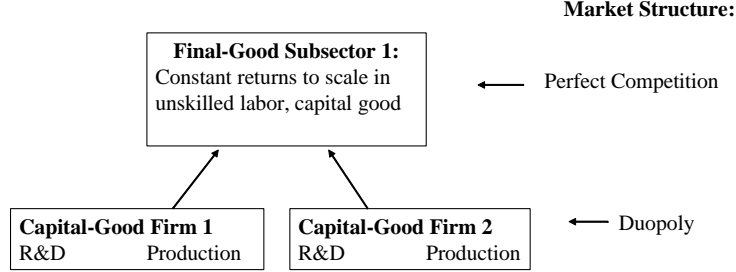 Market Structure:
Final-Good Subsector 1:
Constant returns to scale in
unskilled labor, capital good
Perfect Competition
Capital-Good Firm 1
R&D Production
Capital-Good Firm 2
R&D Production
Duopoly